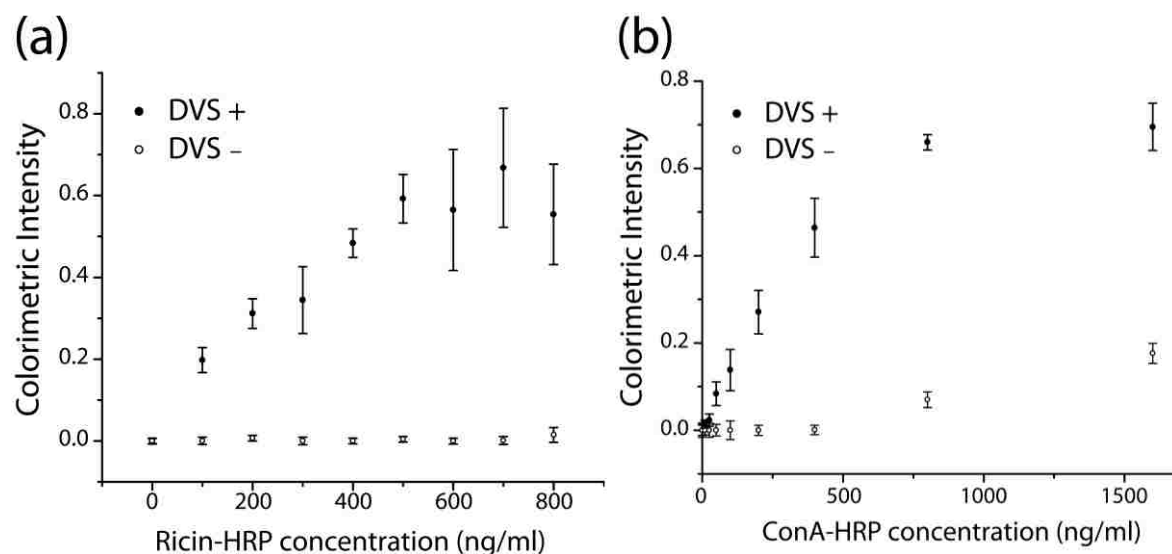 (a)
DVS +
DVS –
Colorimetric Intensity
0.8
0.6
0.4
0.2
0.0
0 200 400 600 800
Ricin-HRP concentration (ng/ml)
(b)
DVS +
DVS –
Colorimetric Intensity
0.8
0.6
0.4
0.2
0.0
0 500 1000 1500
ConA-HRP concentration (ng/ml)